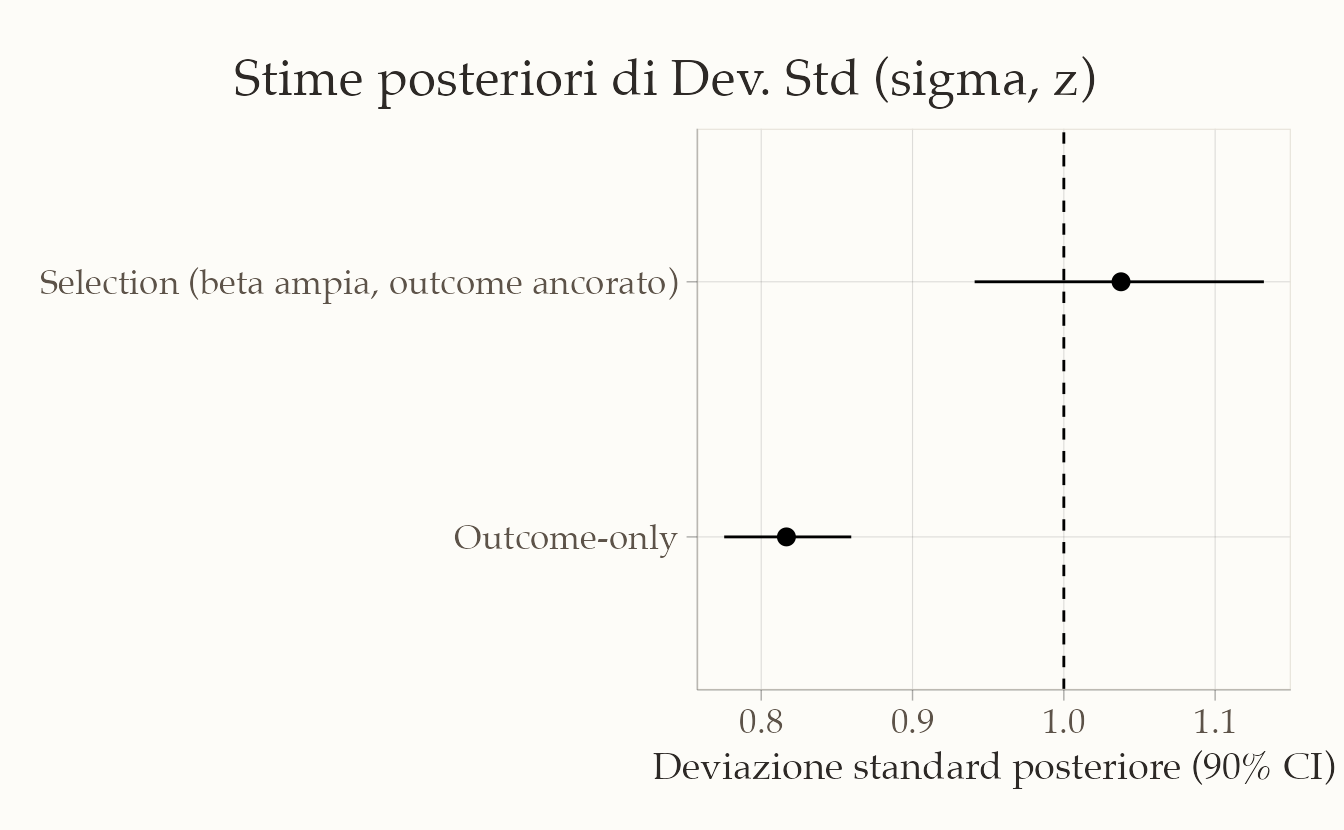 Stime posteriori di Dev. Std (sigma, z)
Selection (beta ampia, outcome ancorato)
Outcome-only
0.8 0.9 1.0 1.1
Deviazione standard posteriore (90% CI)